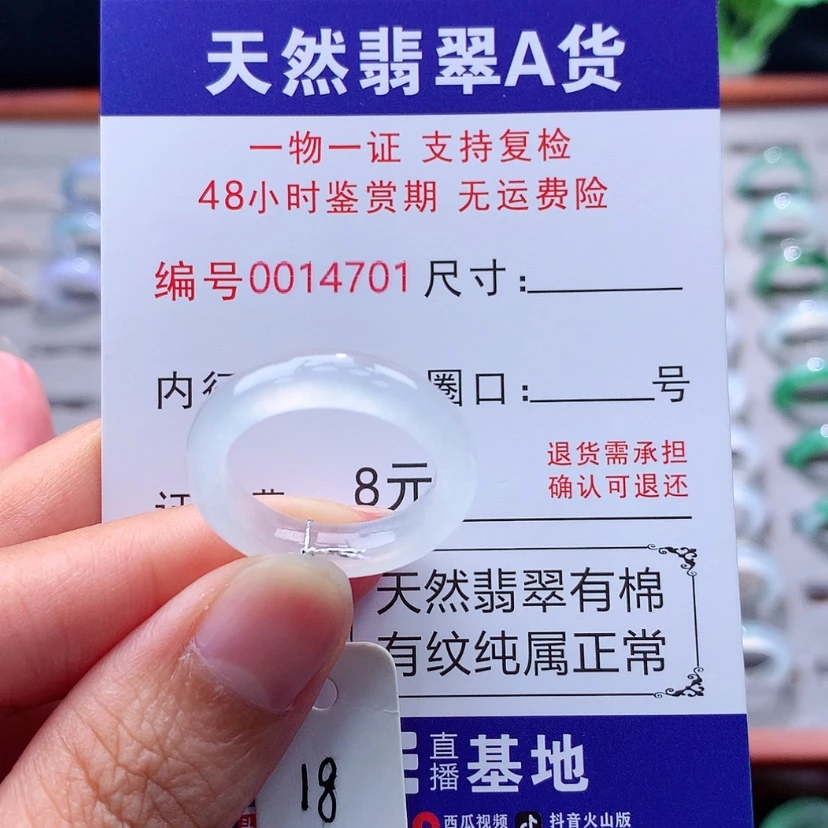 天然翡翠A货
一物一证 支持复检
48小时鉴赏期 无运费险
编号0014701 尺寸:
内径 圈口: 号
证 费 8元
退货需承担
确认可退还
天然翡翠有棉
有纹纯属正常
直播基地
西瓜视频 抖音火山版
18